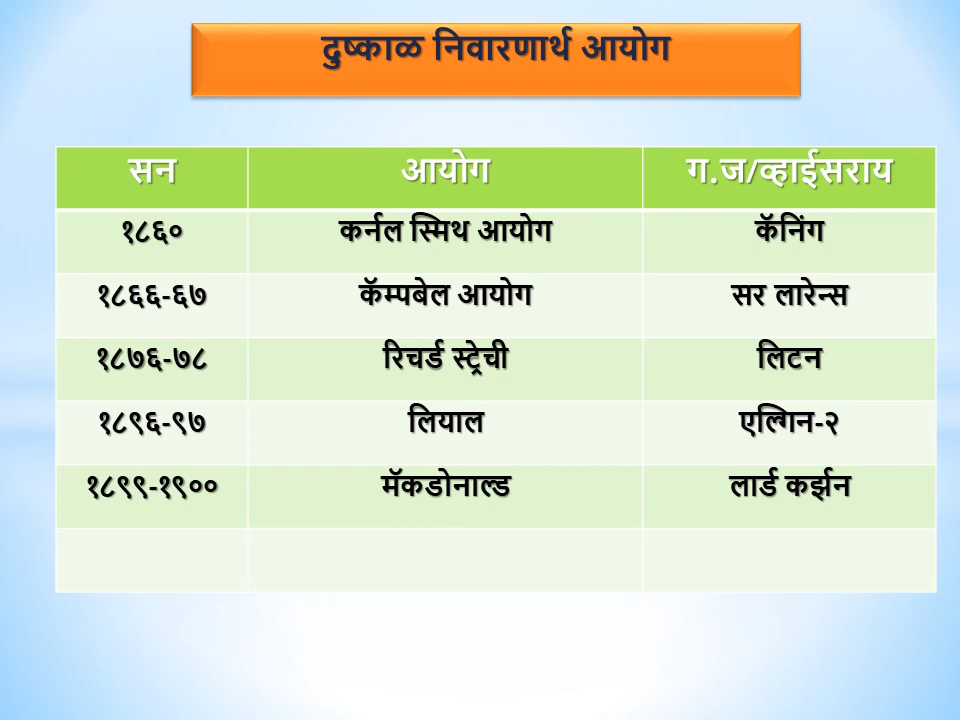 दुष्काळ निवारणार्थ आयोग
सन आयोग ग.ज/व्हाईसराय
१८६० कर्नल स्मिथ आयोग कॅनिंग
१८६६-६७ कॅम्पबेल आयोग सर लारेन्स
१८७६-७८ रिचर्ड स्ट्रेची लिटन
१८९६-९७ लियाल एल्गिन-२
१८९९-१९०० मॅकडोनाल्ड लार्ड कर्झन